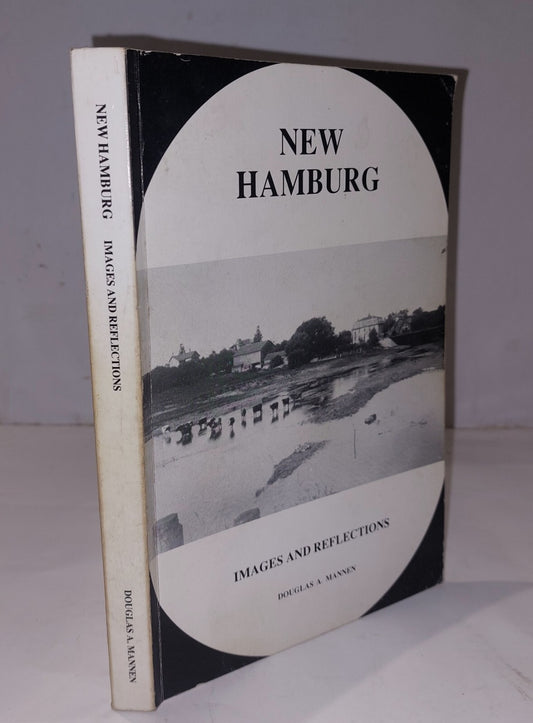 NEW HAMBURG IMAGES AND REFLECTIONS DOUGLAS A. MANNEN
NEW
HAMBURG
IMAGES AND REFLECTIONS
DOUGLAS A. MANNEN